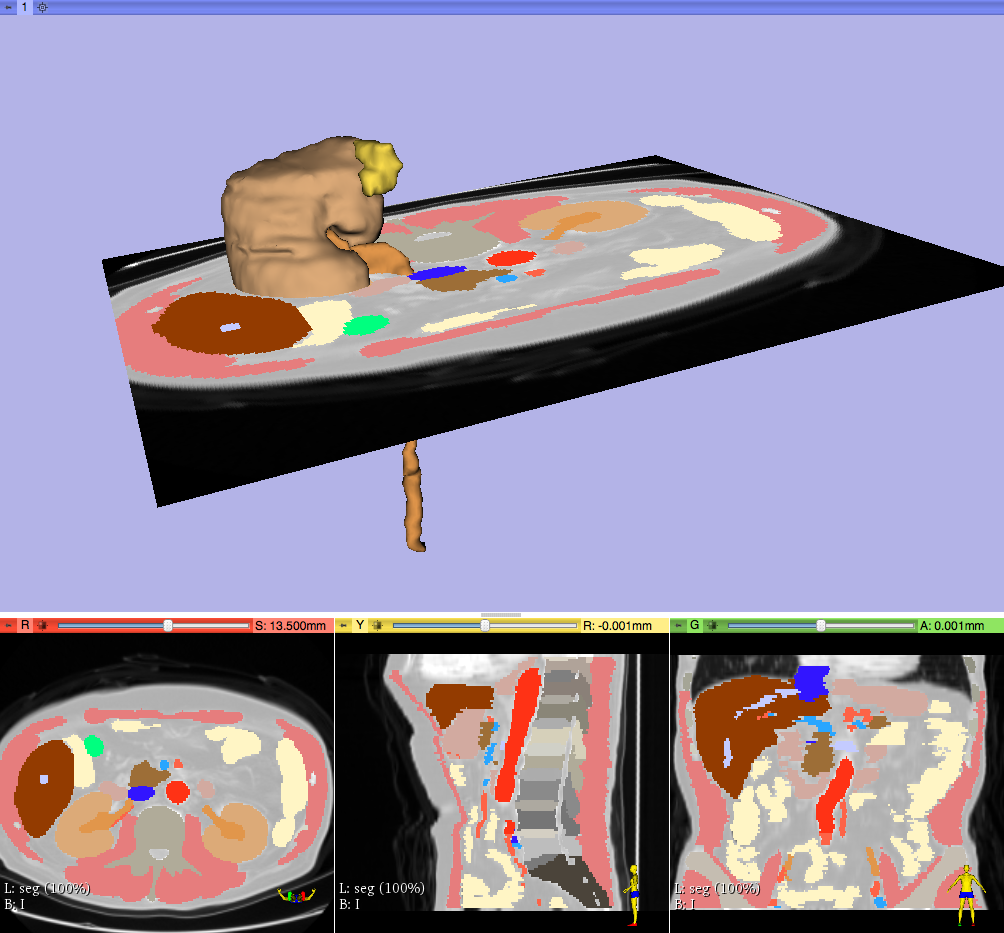 1
R S: 13.500mm
Y R: -0.001mm
G A: 0.001mm
L: seg (100%)
B: I
L: seg (100%)
B: I
L: seg (100%)
B: I